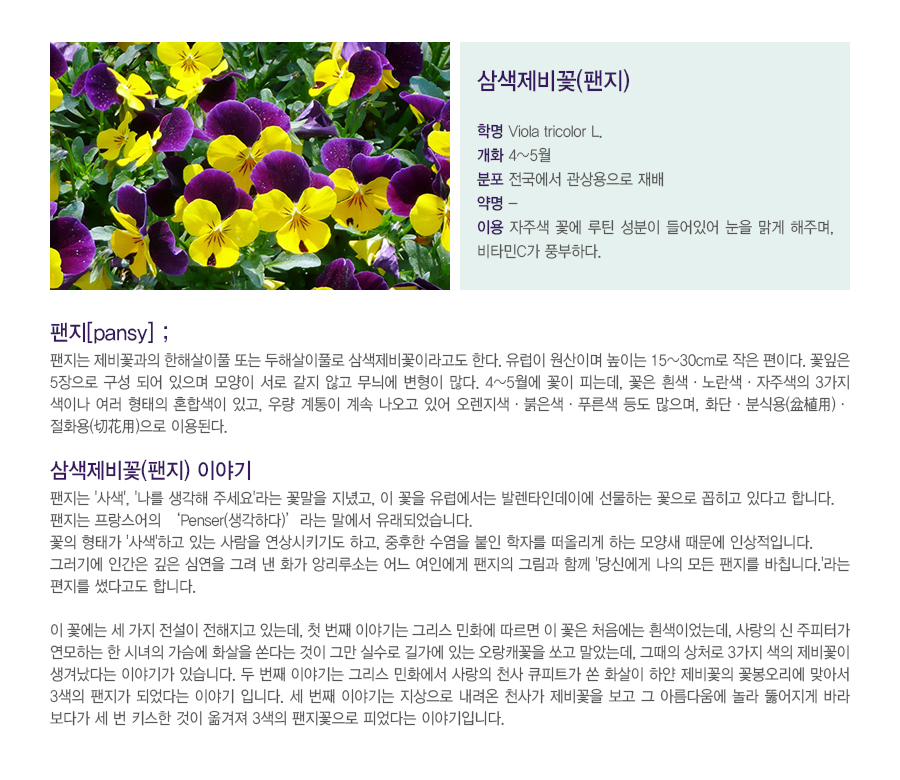 삼색제비꽃(팬지)
학명 Viola tricolor L.
개화 4~5월
분포 전국에서 관상용으로 재배
약명 –
이용 자주색 꽃에 루틴 성분이 들어있어 눈을 맑게 해주며,
비타민C가 풍부하다.
팬지[pansy] ;
팬지는 제비꽃과의 한해살이풀 또는 두해살이풀로 삼색제비꽃이라고도 한다. 유럽이 원산이며 높이는 15~30cm로 작은 편이다. 꽃잎은
5장으로 구성 되어 있으며 모양이 서로 같지 않고 무늬에 변형이 많다. 4~5월에 꽃이 피는데, 꽃은 흰색 · 노란색 · 자주색의 3가지
색이나 여러 형태의 혼합색이 있고, 우량 계통이 계속 나오고 있어 오렌지색 · 붉은색 · 푸른색 등도 많으며, 화단 · 분식용(盆植用) ·
절화용(切花用)으로 이용된다.
삼색제비꽃(팬지) 이야기
팬지는 '사색', '나를 생각해 주세요'라는 꽃말을 지녔고, 이 꽃을 유럽에서는 발렌타인데이에 선물하는 꽃으로 꼽히고 있다고 합니다.
팬지는 프랑스어의 ‘Penser(생각하다)’ 라는 말에서 유래되었습니다.
꽃의 형태가 '사색'하고 있는 사람을 연상시키기도 하고, 중후한 수염을 붙인 학자를 떠올리게 하는 모양새 때문에 인상적입니다.
그러기에 인간은 깊은 심연을 그려 낸 화가 앙리루소는 어느 여인에게 팬지의 그림과 함께 '당신에게 나의 모든 팬지를 바칩니다.'라는
편지를 썼다고도 합니다.
이 꽃에는 세 가지 전설이 전해지고 있는데, 첫 번째 이야기는 그리스 민화에 따르면 이 꽃은 처음에는 흰색이었는데, 사랑의 신 주피터가
연모하는 한 시녀의 가슴에 화살을 쏜다는 것이 그만 실수로 길가에 있는 오랑캐꽃을 쏘고 말았는데, 그때의 상처로 3가지 색의 제비꽃이
생겨났다는 이야기가 있습니다. 두 번째 이야기는 그리스 민화에서 사랑의 천사 큐피트가 쏜 화살이 하얀 제비꽃의 꽃봉오리에 맞아서
3색의 팬지가 되었다는 이야기 입니다. 세 번째 이야기는 지상으로 내려온 천사가 제비꽃을 보고 그 아름다움에 놀라 뚫어지게 바라
보다가 세 번 키스한 것이 옮겨져 3색의 팬지꽃으로 피었다는 이야기입니다.